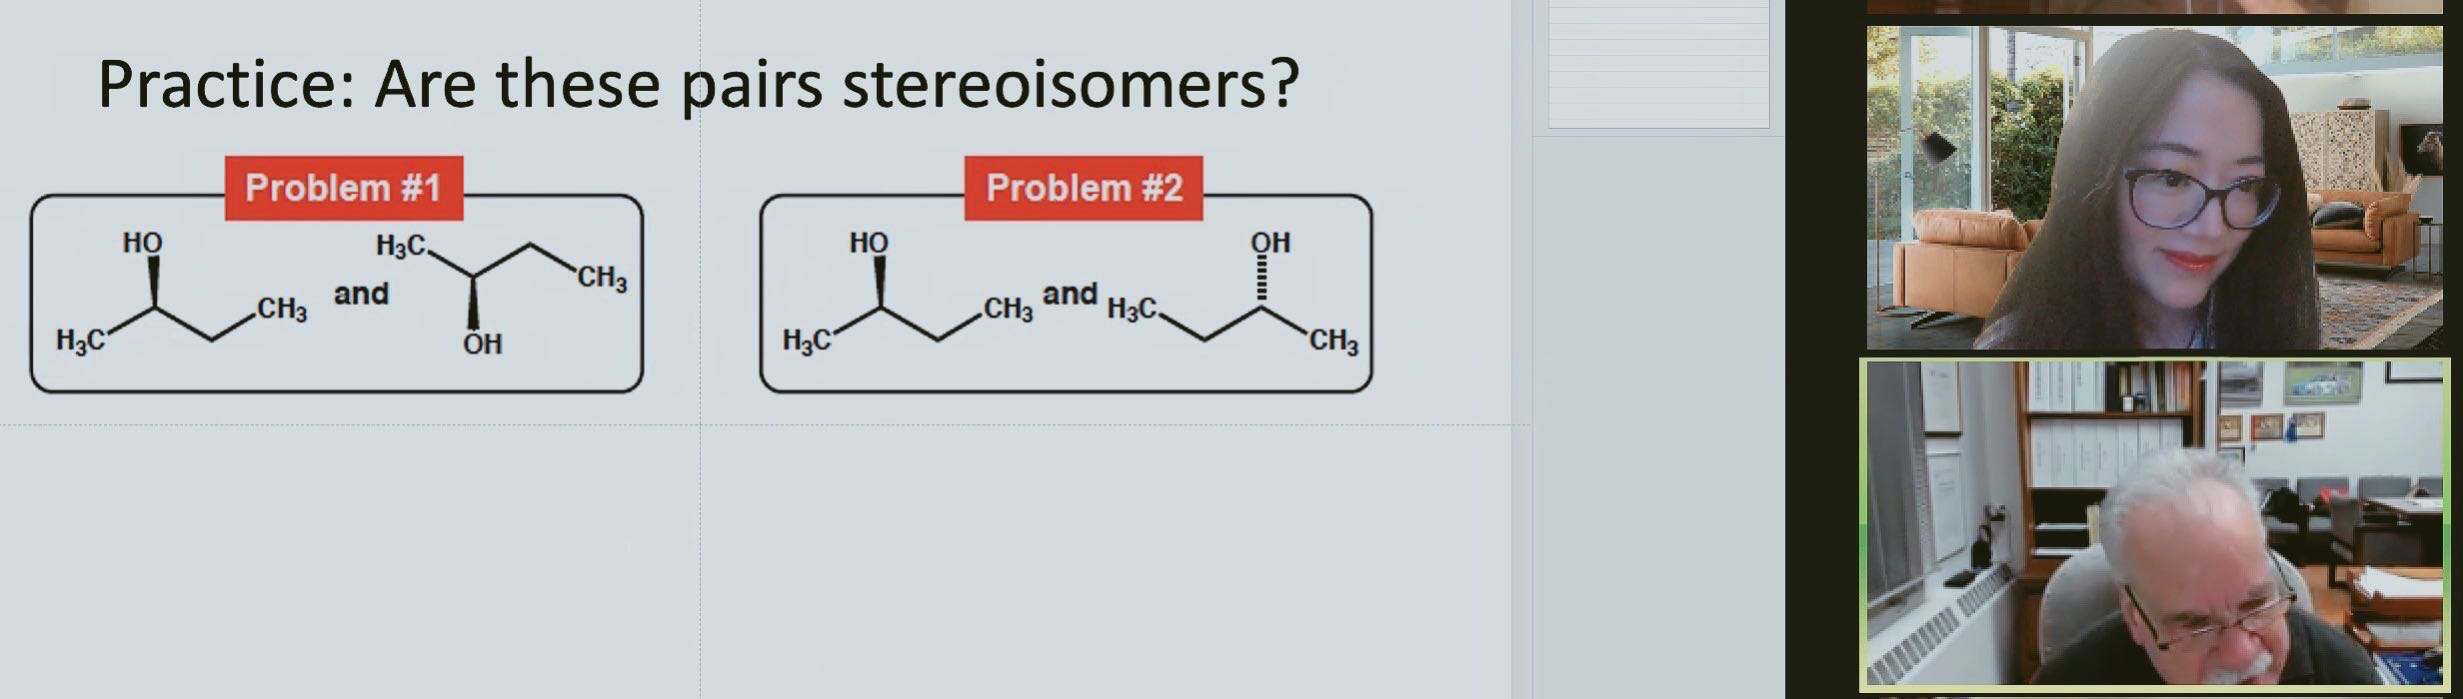 Practice: Are these pairs stereoisomers?
Problem #1
HO
H₃C
CH₃
and
H₃C
CH₃
OH
Problem #2
HO
H₃C
CH₃
and
OH
H₃C
CH₃